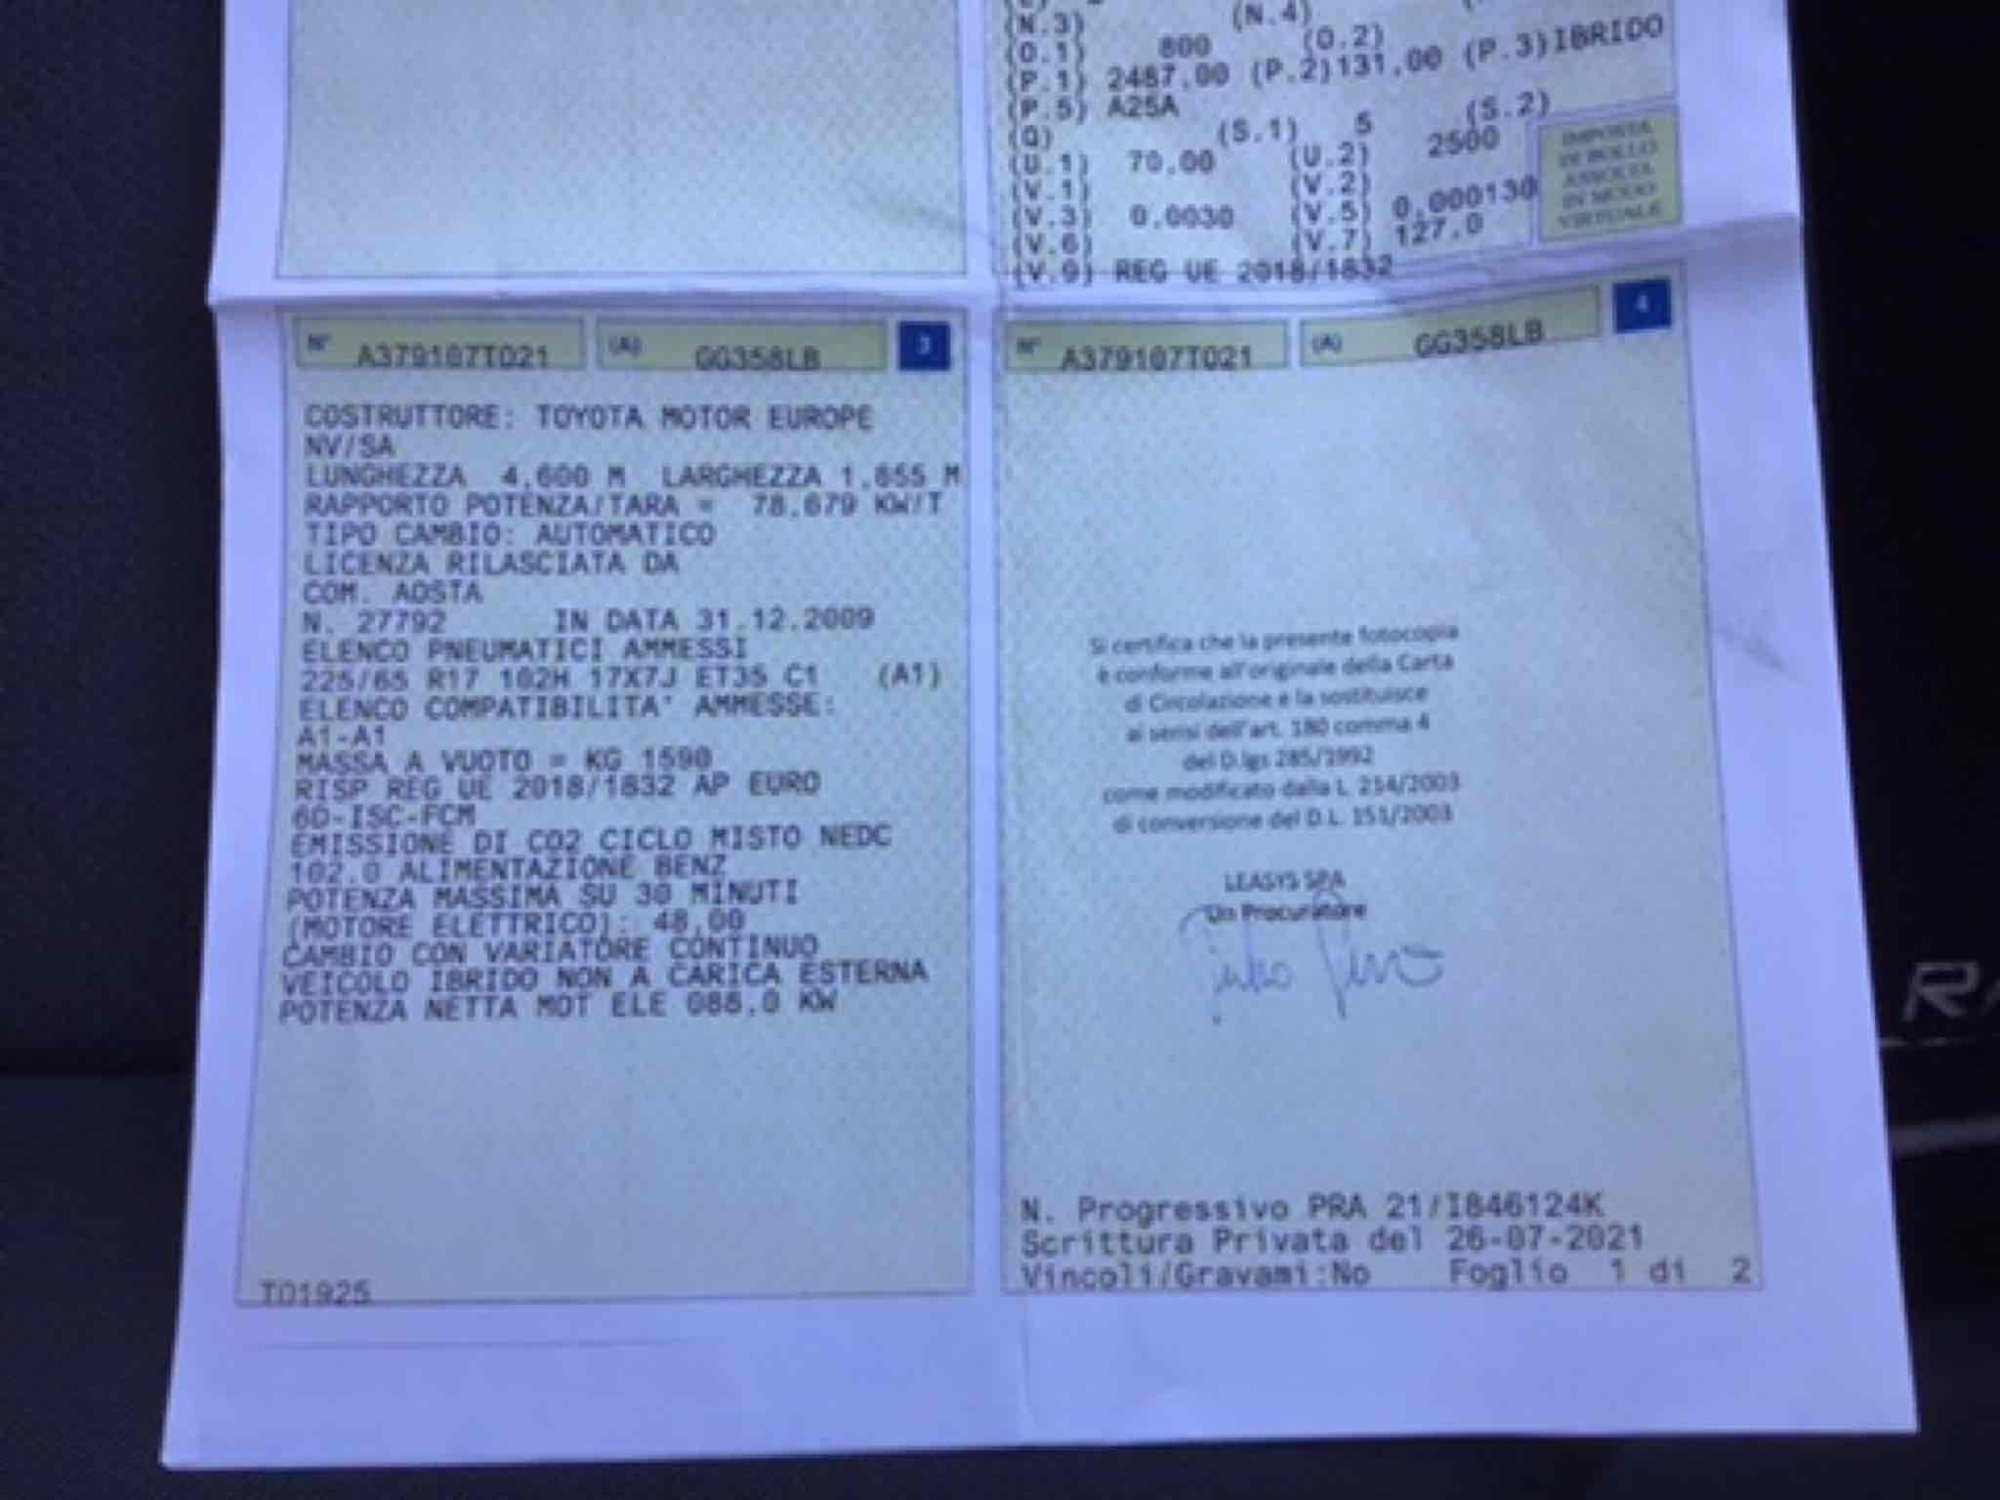 (N.3) (N.4)
(O.1) 800 (O.2)
(P.1) 2487,00 (P.2)131,00 (P.3)IBRIDO
(P.5) A25A
(Q) (S.1) 5 (S.2)
(U.1) 70.00 (U.2) 2500
(V.1) (V.2)
(V.3) 0.0030 (V.5) 0,000130
(V.6) (V.7) 127.0
(V.9) REG UE 2018/1832
IMPOSTA
DI BOLLO
ASSOLTA
IN MODO
VIRTUALE
N° A379107T021 (A) GG358LB 3
COSTRUTTORE: TOYOTA MOTOR EUROPE
NV/SA
LUNGHEZZA 4,600 M LARGHEZZA 1,855 M
RAPPORTO POTENZA/TARA = 78,679 KW/T
TIPO CAMBIO: AUTOMATICO
LICENZA RILASCIATA DA
COM. AOSTA
N. 27792 IN DATA 31.12.2009
ELENCO PNEUMATICI AMMESSI
225/65 R17 102H 17X7J ET35 C1 (A1)
ELENCO COMPATIBILITA' AMMESSE:
A1-A1
MASSA A VUOTO = KG 1590
RISP REG UE 2018/1832 AP EURO
6D-ISC-FCM
EMISSIONE DI CO2 CICLO MISTO NEDC
102.0 ALIMENTAZIONE BENZ
POTENZA MASSIMA SU 30 MINUTI
(MOTORE ELETTRICO): 48,00
CAMBIO CON VARIATORE CONTINUO
VEICOLO IBRIDO NON A CARICA ESTERNA
POTENZA NETTA MOT ELE 088,0 KW
T01925
N° A379107T021 (A) GG358LB 4
Si certifica che la presente fotocopia
è conforme all'originale della Carta
di Circolazione e la sostituisce
ai sensi dell'art. 180 comma 4
del D.lgs 285/1992
come modificato dalla L. 214/2003
di conversione del D.L. 151/2003
LEASYS SPA
Un Procuratore
N. Progressivo PRA 21/I846124K
Scrittura Privata del 26-07-2021
Vincoli/Gravami:No Foglio 1 di 2